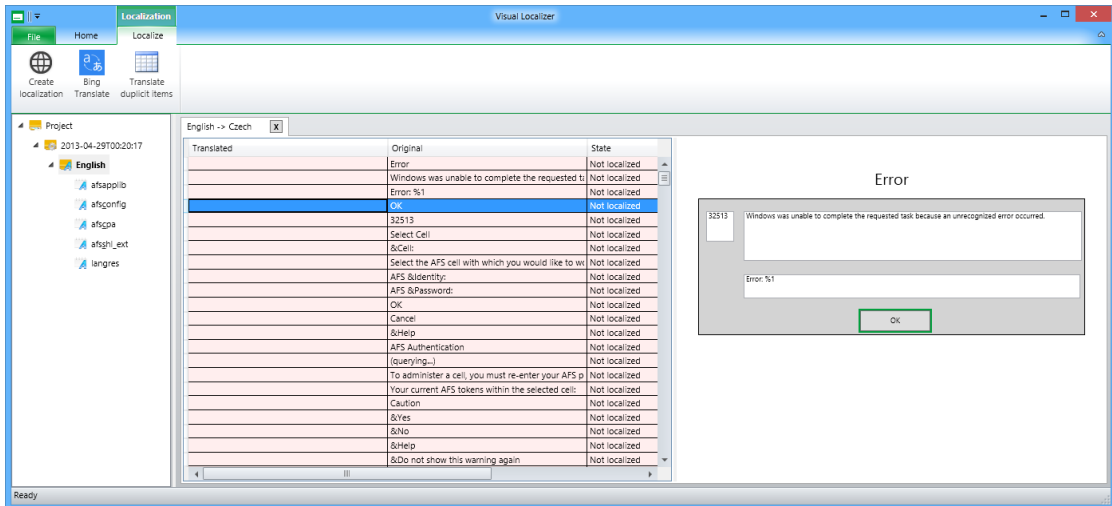 Localization
Visual Localizer
File
Home
Localize
Create
localization
Bing
Translate
Translate
duplicit items
Project
2013-04-29T00:20:17
English
afsapplib
afsconfig
afscpa
afsshl_ext
langres
English -> Czech
X
Translated Original State
Error Not localized
Windows was unable to complete the requested ta Not localized
Error: %1 Not localized
OK Not localized
32513 Not localized
Select Cell Not localized
&Cell: Not localized
Select the AFS cell with which you would like to wo Not localized
AFS &Identity: Not localized
AFS &Password: Not localized
OK Not localized
Cancel Not localized
&Help Not localized
AFS Authentication Not localized
(querying...) Not localized
To administer a cell, you must re-enter your AFS p Not localized
Your current AFS tokens within the selected cell: Not localized
Caution Not localized
&Yes Not localized
&No Not localized
&Help Not localized
&Do not show this warning again Not localized
Error
32513
Windows was unable to complete the requested task because an unrecognized error occurred.
Error: %1
OK
Ready